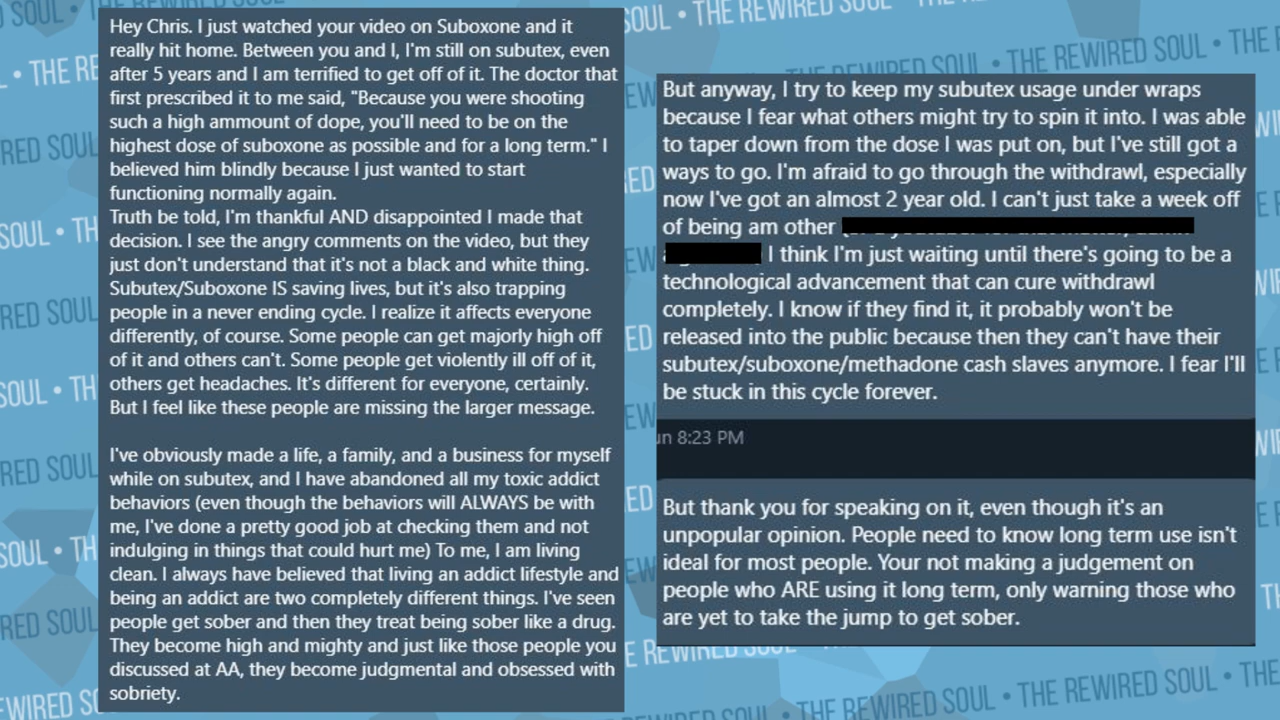 Hey Chris. I just watched your video on Suboxone and it
really hit home. Between you and I, I'm still on subutex, even
after 5 years and I am terrified to get off of it. The doctor that
first prescribed it to me said, "Because you were shooting
such a high ammount of dope, you'll need to be on the
highest dose of suboxone as possible and for a long term." I
believed him blindly because I just wanted to start
functioning normally again.
Truth be told, I'm thankful AND disappointed I made that
decision. I see the angry comments on the video, but they
just don't understand that it's not a black and white thing.
Subutex/Suboxone IS saving lives, but it's also trapping
people in a never ending cycle. I realize it affects everyone
differently, of course. Some people can get majorly high off
of it and others can't. Some people get violently ill off of it,
others get headaches. It's different for everyone, certainly.
But I feel like these people are missing the larger message.
I've obviously made a life, a family, and a business for myself
while on subutex, and I have abandoned all my toxic addict
behaviors (even though the behaviors will ALWAYS be with
me, I've done a pretty good job at checking them and not
indulging in things that could hurt me) To me, I am living
clean. I always have believed that living an addict lifestyle and
being an addict are two completely different things. I've seen
people get sober and then they treat being sober like a drug.
They become high and mighty and just like those people you
discussed at AA, they become judgmental and obsessed with
sobriety.
But anyway, I try to keep my subutex usage under wraps
because I fear what others might try to spin it into. I was able
to taper down from the dose I was put on, but I've still got a
ways to go. I'm afraid to go through the withdrawl, especially
now I've got an almost 2 year old. I can't just take a week off
of being am other
I think I'm just waiting until there's going to be a
technological advancement that can cure withdrawl
completely. I know if they find it, it probably won't be
released into the public because then they can't have their
subutex/suboxone/methadone cash slaves anymore. I fear I'll
be stuck in this cycle forever.
8:23 PM
But thank you for speaking on it, even though it's an
unpopular opinion. People need to know long term use isn't
ideal for most people. Your not making a judgement on
people who ARE using it long term, only warning those who
are yet to take the jump to get sober.
SOUL • THE REWIRED SOUL • THE REWIRED SOUL
THE REWIRED SOUL • THE
THE REWIRED SOUL • THE REWIRED SOUL • THE